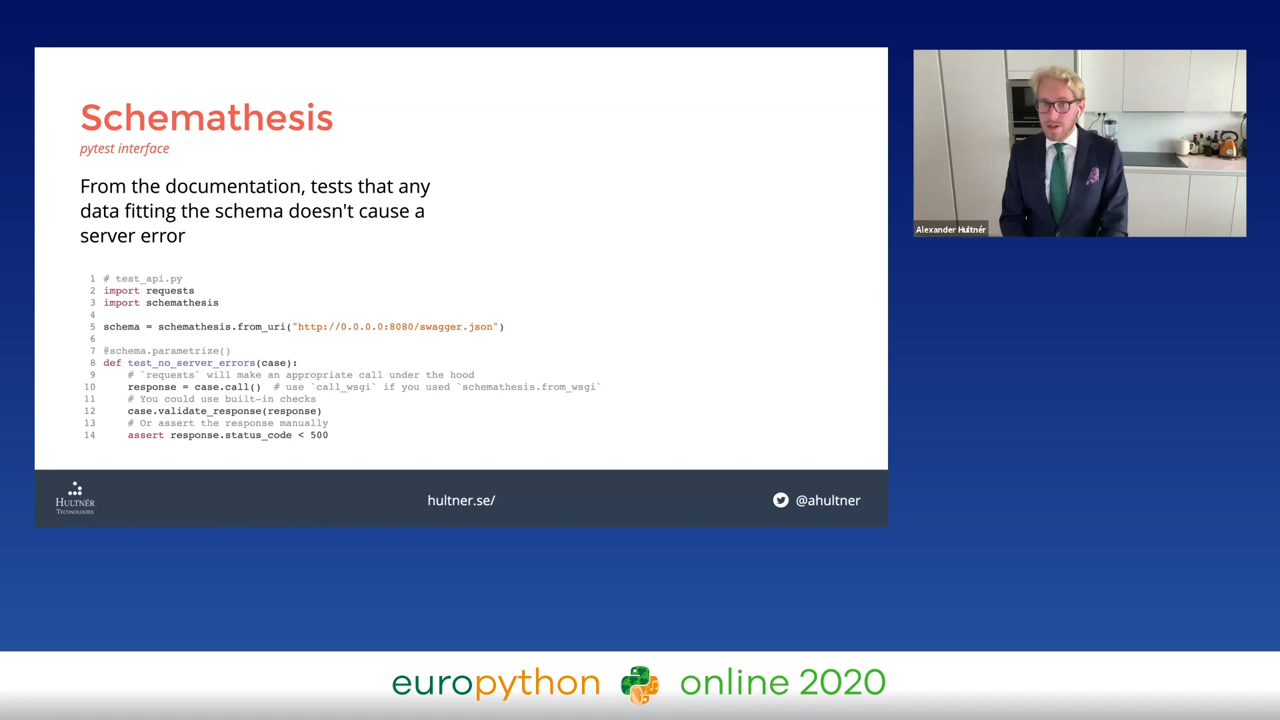 Schemathesis
pytest interface
From the documentation, tests that any
data fitting the schema doesn't cause a
server error
1 # test_api.py
2 import requests
3 import schemathesis
4
5 schema = schemathesis.from_uri("http://0.0.0.0:8080/swagger.json")
6
7 @schema.parametrize()
8 def test_no_server_errors(case):
9     # `requests` will make an appropriate call under the hood
10     response = case.call()  # use `call_wsgi` if you used `schemathesis.from_wsgi`
11     # You could use built-in checks
12     case.validate_response(response)
13     # Or assert the response manually
14     assert response.status_code < 500
HULTNÉR
TECHNOLOGIES
hultner.se/
@ahultner
Alexander Hultnér
europython online 2020